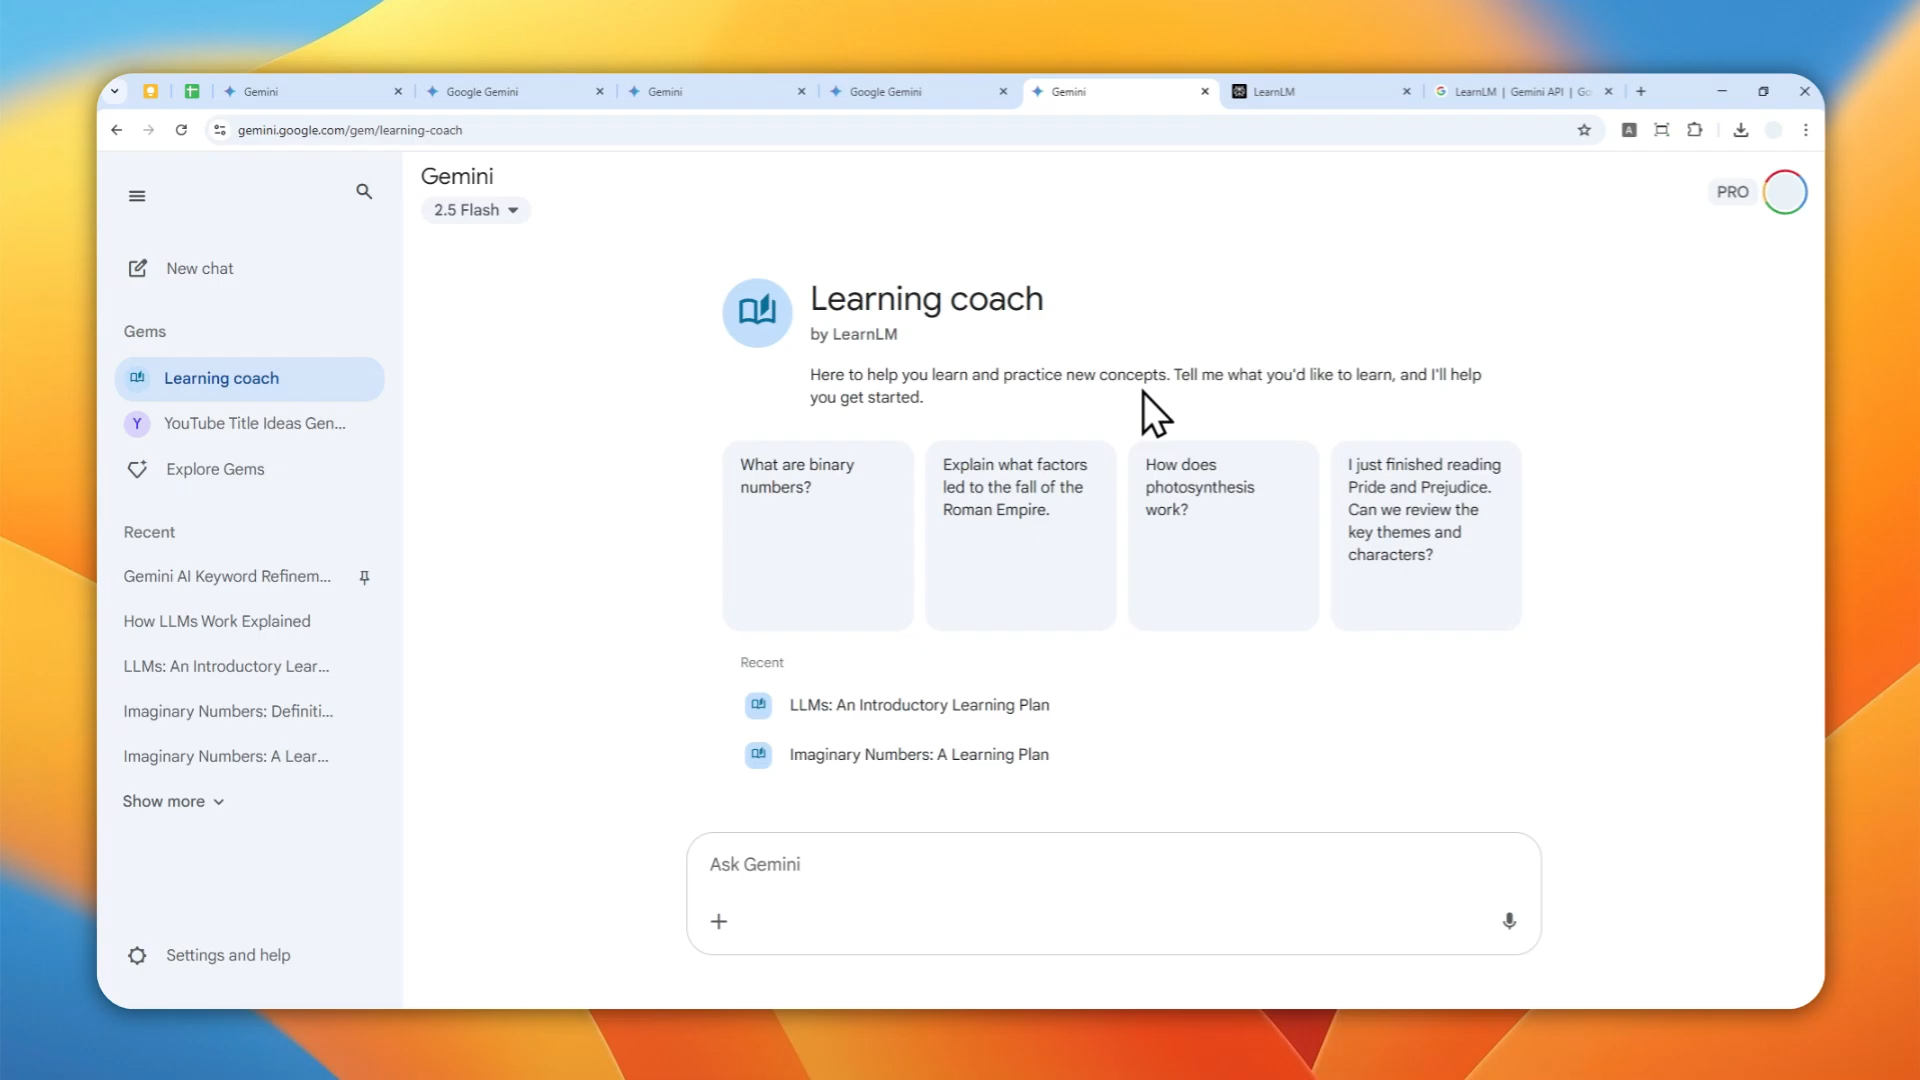 Gemini
Google Gemini
Gemini
Google Gemini
Gemini
LearnLM
LearnLM | Gemini API | Go
gemini.google.com/gem/learning-coach
A
Gemini
2.5 Flash
PRO
New chat
Gems
Learning coach
Y
YouTube Title Ideas Gen...
Explore Gems
Recent
Gemini AI Keyword Refinem...
How LLMs Work Explained
LLMs: An Introductory Lear...
Imaginary Numbers: Definiti...
Imaginary Numbers: A Lear...
Show more
Settings and help
Learning coach
by LearnLM
Here to help you learn and practice new concepts. Tell me what you'd like to learn, and I'll help
you get started.
What are binary
numbers?
Explain what factors
led to the fall of the
Roman Empire.
How does
photosynthesis
work?
I just finished reading
Pride and Prejudice.
Can we review the
key themes and
characters?
Recent
LLMs: An Introductory Learning Plan
Imaginary Numbers: A Learning Plan
Ask Gemini